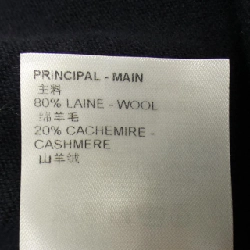 PRINCIPAL - MAIN
主料
80% LAINE - WOOL
绵羊毛
20% CACHEMIRE -
CASHMERE
山羊绒